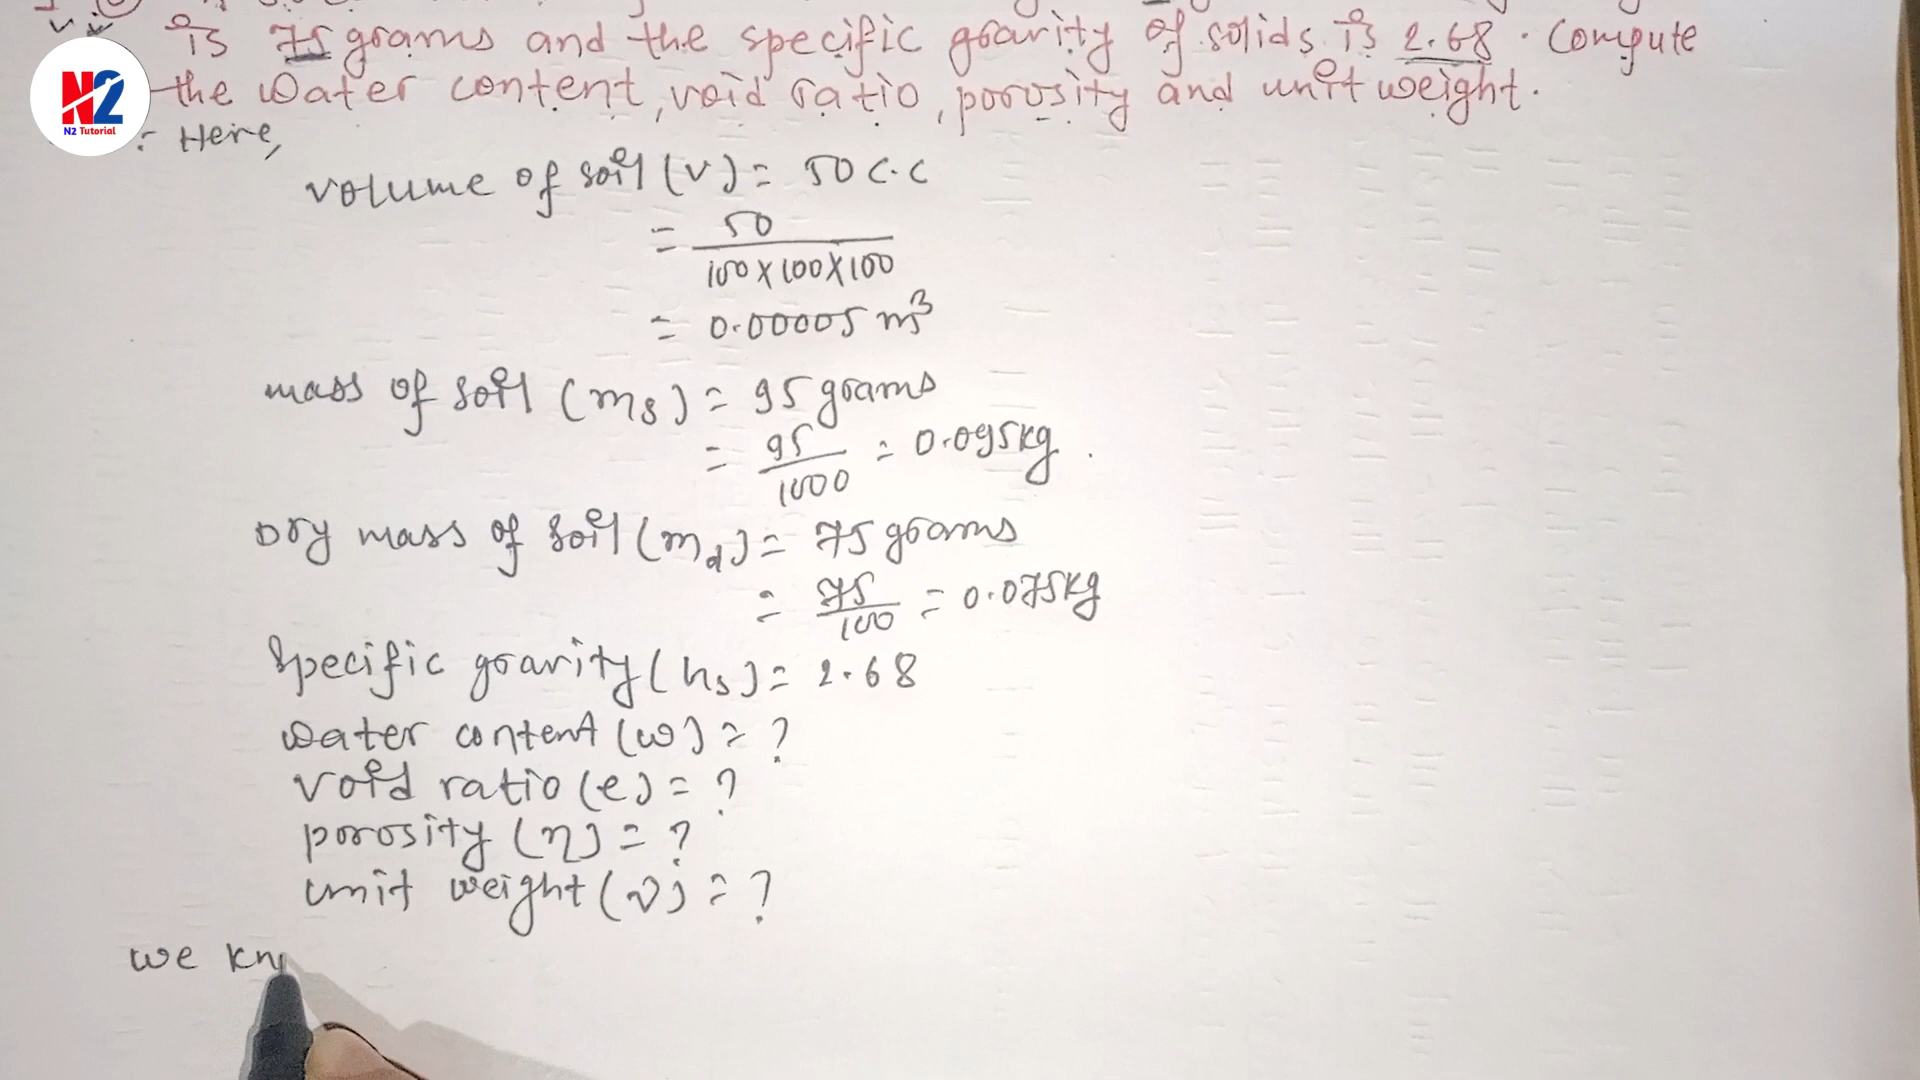 is 75 grams and the specific gravity of solids is 2.68. Compute
the water content, void ratio, porosity and unit weight.
N2
N2 Tutorial
:- Here,
volume of soil (v) = 50 c.c
= 50 / 100x100x100
= 0.00005 m³
mass of soil (ms) = 95 grams
= 95/1000 = 0.095kg.
Dry mass of soil (md) = 75 grams
= 75/100 = 0.075kg
Specific gravity (hs) = 2.68
water content (w) = ?
void ratio (e) = ?
porosity (η) = ?
unit weight (γ) = ?
we kn